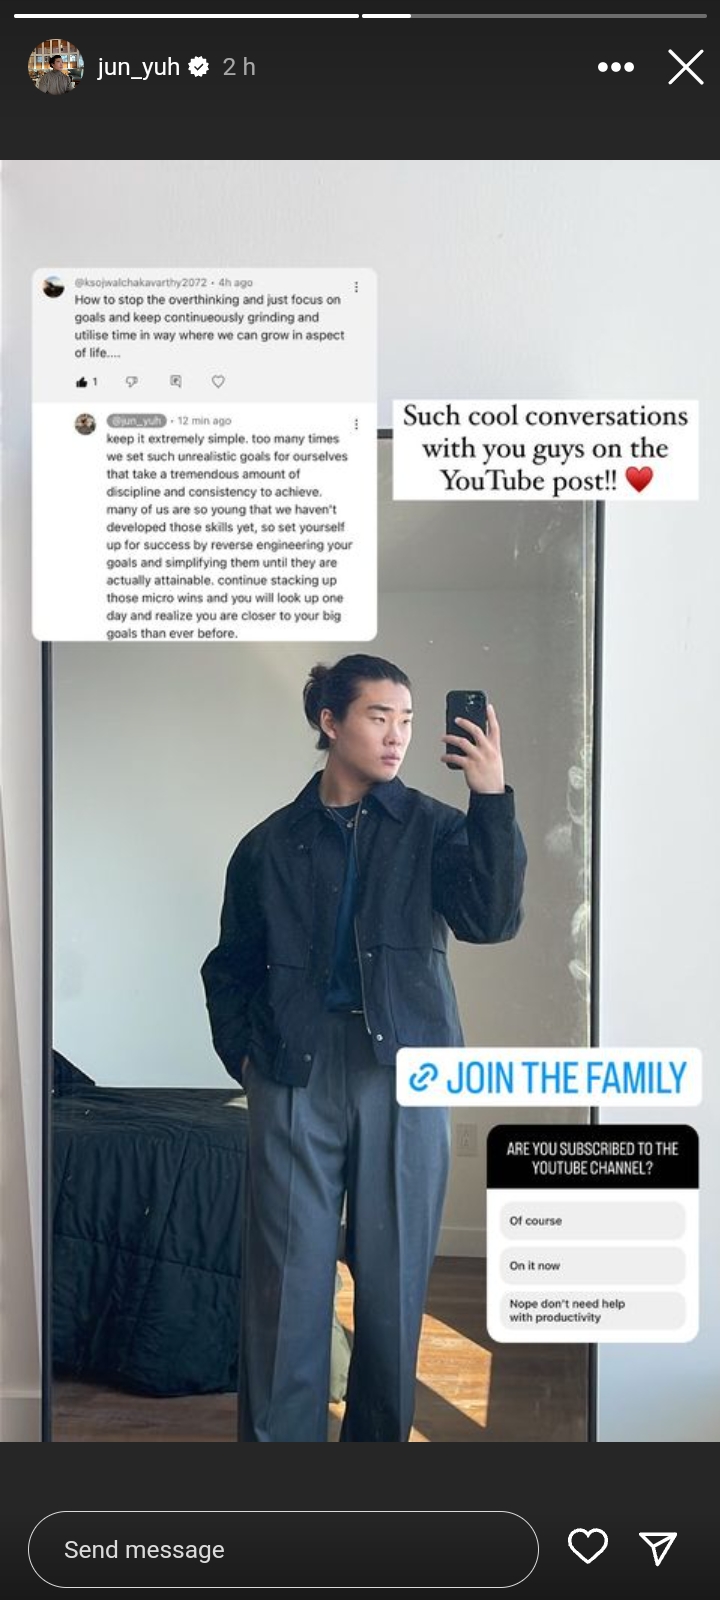 jun_yuh 2 h
@ksojwalchakavarthy2072 • 4h ago
How to stop the overthinking and just focus on
goals and keep continueously grinding and
utilise time in way where we can grow in aspect
of life....
1
@jun_yuh • 12 min ago
keep it extremely simple. too many times
we set such unrealistic goals for ourselves
that take a tremendous amount of
discipline and consistency to achieve.
many of us are so young that we haven't
developed those skills yet, so set yourself
up for success by reverse engineering your
goals and simplifying them until they are
actually attainable. continue stacking up
those micro wins and you will look up one
day and realize you are closer to your big
goals than ever before.
Such cool conversations
with you guys on the
YouTube post!! ♥️
JOIN THE FAMILY
ARE YOU SUBSCRIBED TO THE
YOUTUBE CHANNEL?
Of course
On it now
Nope don't need help
with productivity
Send message